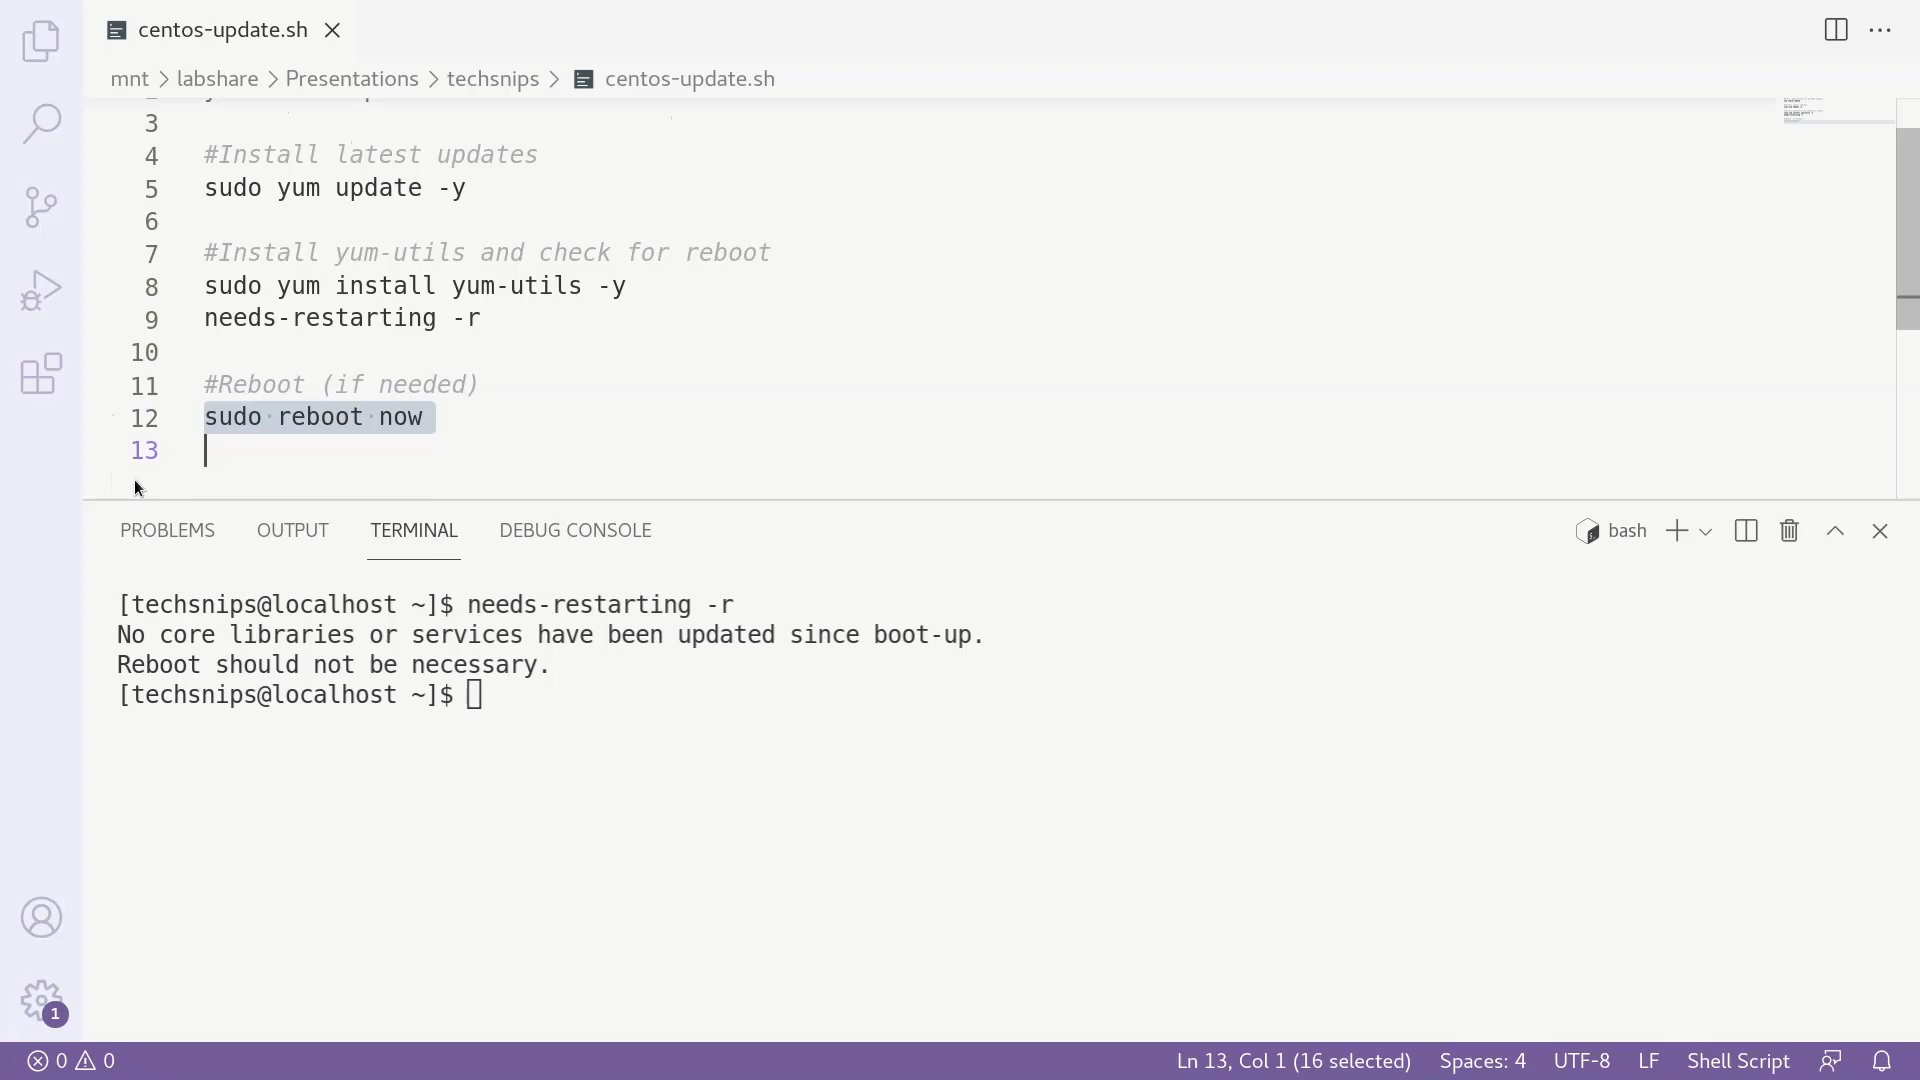 centos-update.sh
mnt > labshare > Presentations > techsnips > centos-update.sh
3
4 #Install latest updates
5 sudo yum update -y
6
7 #Install yum-utils and check for reboot
8 sudo yum install yum-utils -y
9 needs-restarting -r
10
11 #Reboot (if needed)
12 sudo·reboot·now
13
PROBLEMS OUTPUT TERMINAL DEBUG CONSOLE bash
[techsnips@localhost ~]$ needs-restarting -r
No core libraries or services have been updated since boot-up.
Reboot should not be necessary.
[techsnips@localhost ~]$
1
0 0 Ln 13, Col 1 (16 selected) Spaces: 4 UTF-8 LF Shell Script